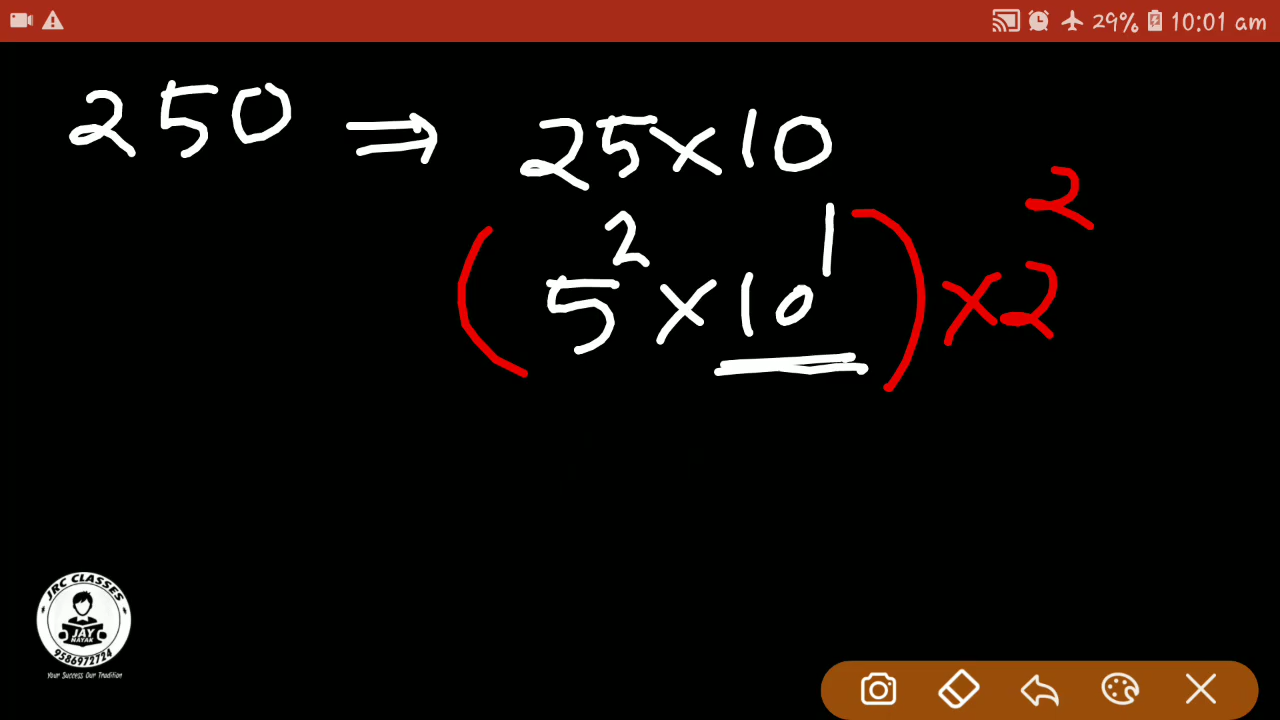 29% 10:01 am
250 ⇒ 25×10
(5² × 10¹) × 2²
JRC CLASSES
JAY
NAYAK
9586972724
Your Success Our Tradition